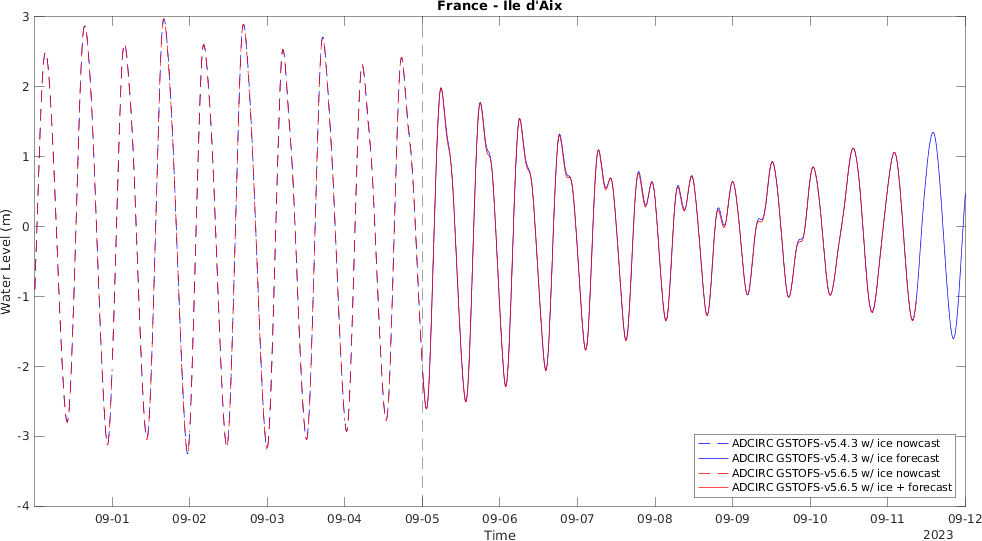 France - Ile d'Aix
3
2
1
0
-1
-2
-3
-4
Water Level (m)
09-01 09-02 09-03 09-04 09-05 09-06 09-07 09-08 09-09 09-10 09-11 09-12
Time
2023
ADCIRC GSTOFS-v5.4.3 w/ ice nowcast
ADCIRC GSTOFS-v5.4.3 w/ ice forecast
ADCIRC GSTOFS-v5.6.5 w/ ice nowcast
ADCIRC GSTOFS-v5.6.5 w/ ice + forecast